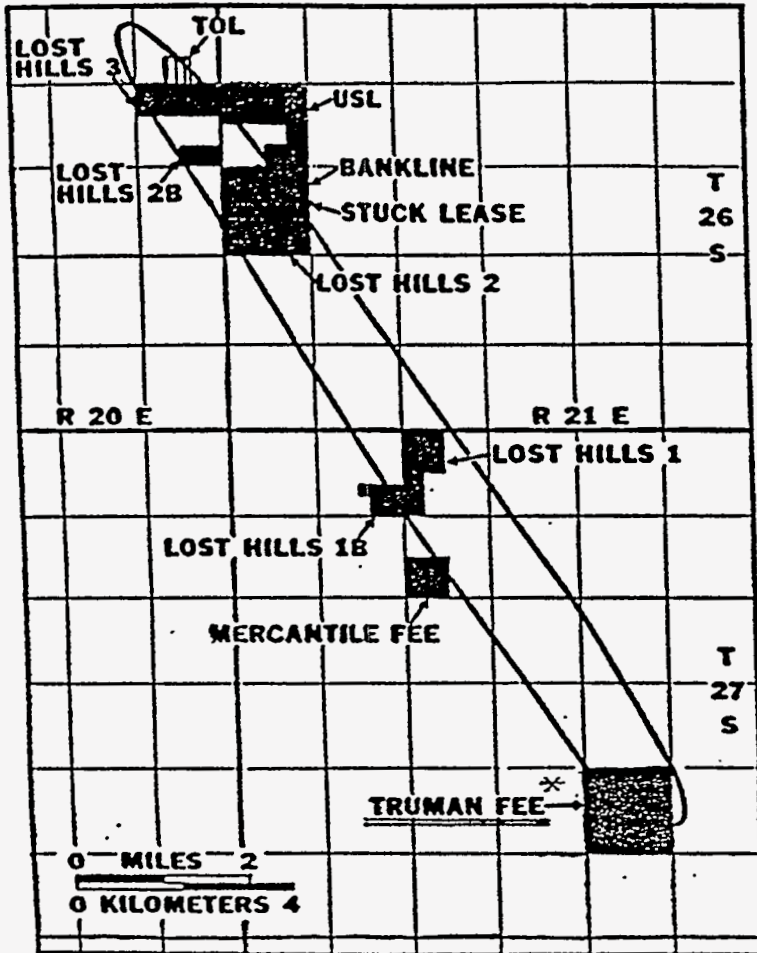 TOL
LOST
HILLS 3
USL
BANKLINE
LOST
HILLS 2B
STUCK LEASE
T
26
S
LOST HILLS 2
R 20 E
R 21 E
LOST HILLS 1
LOST HILLS 1B
MERCANTILE FEE
T
27
S
TRUMAN FEE
0 MILES 2
0 KILOMETERS 4